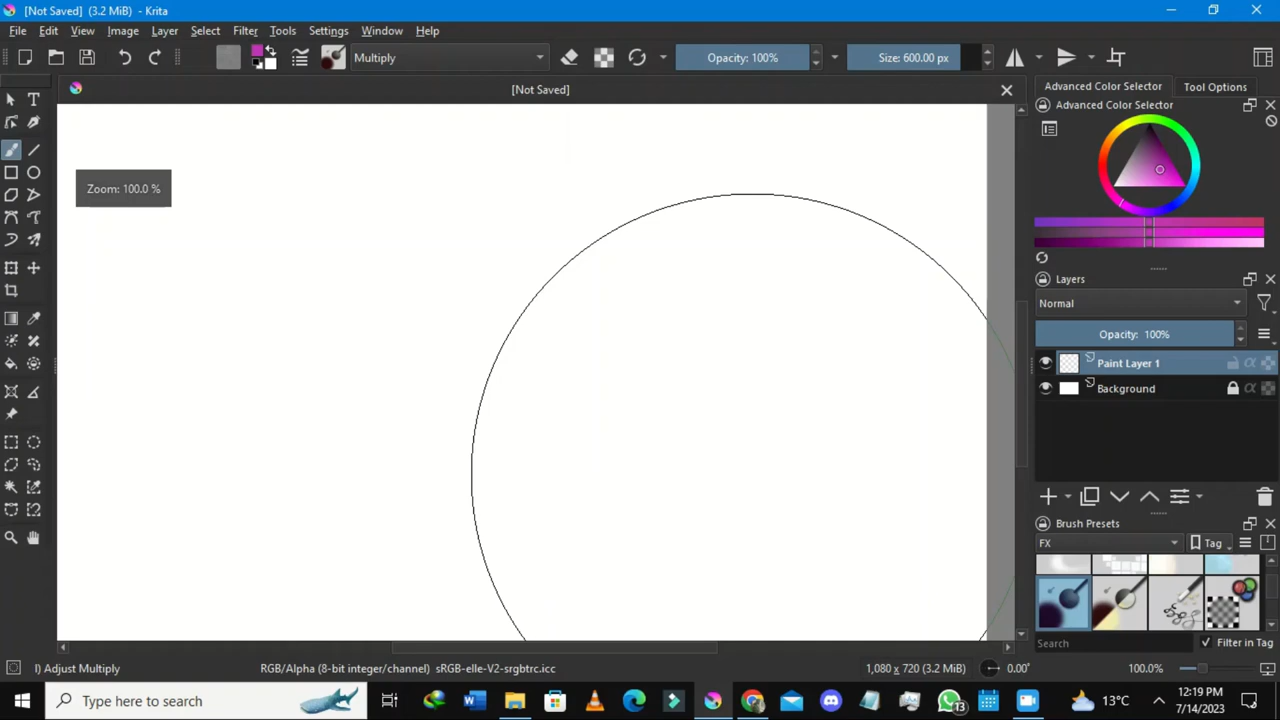 [Not Saved] (3.2 MiB) - Krita
File Edit View Image Layer Select Filter Tools Settings Window Help
Multiply Opacity: 100% Size: 600.00 px
[Not Saved]
Advanced Color Selector Tool Options
Advanced Color Selector
Zoom: 100.0 %
Layers
Normal
Opacity: 100%
Paint Layer 1
Background
Brush Presets
FX Tag
Search Filter in Tag
I) Adjust Multiply RGB/Alpha (8-bit integer/channel) sRGB-elle-V2-srgbtrc.icc 1,080 x 720 (3.2 MiB) 0.00° 100.0%
Type here to search 13 13°C 12:19 PM
7/14/2023